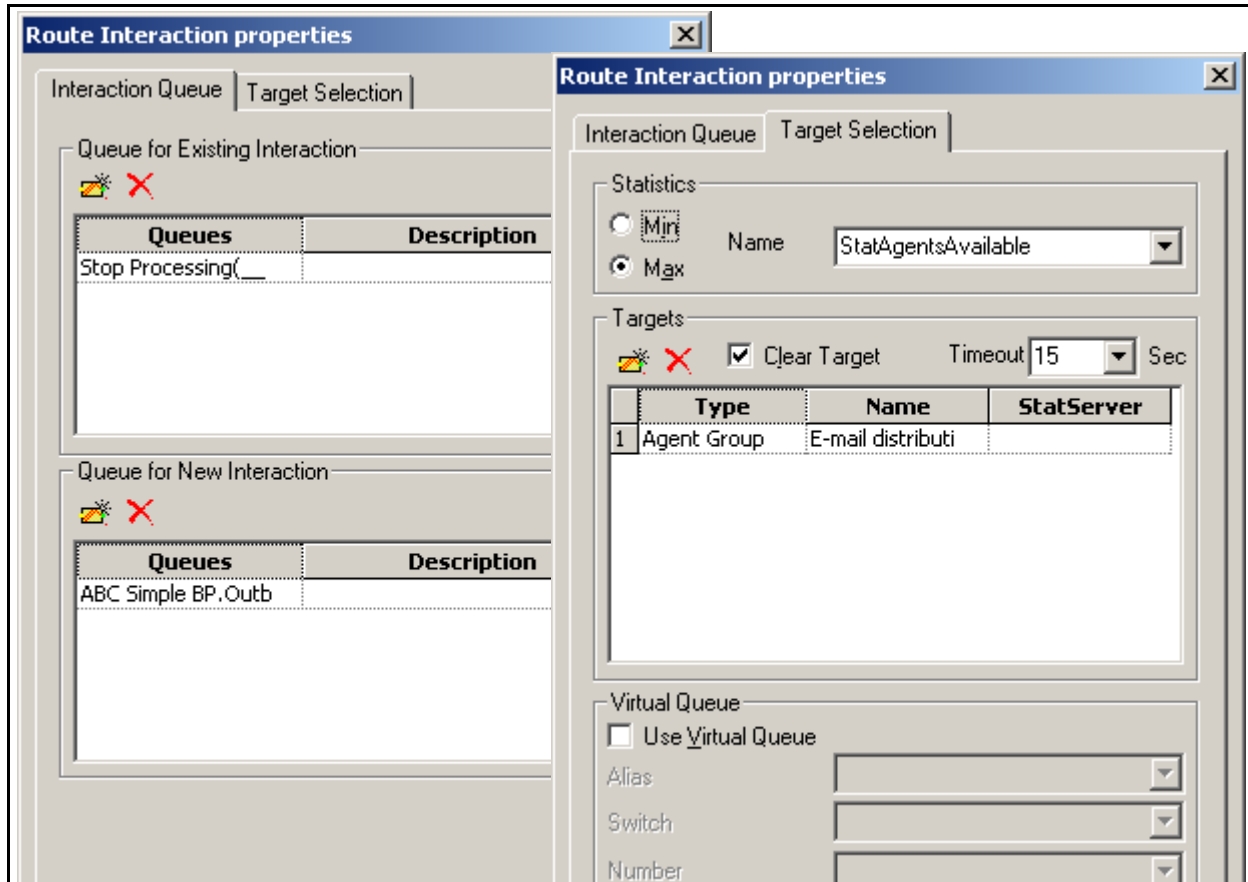 Route Interaction properties
Interaction Queue Target Selection
Queue for Existing Interaction
Queues Description
Stop Processing(__
Queue for New Interaction
Queues Description
ABC Simple BP.Outb
Route Interaction properties
Interaction Queue Target Selection
Statistics
Min
Name StatAgentsAvailable
Max
Targets
Clear Target Timeout 15 Sec
Type Name StatServer
1 Agent Group E-mail distributi
Virtual Queue
Use Virtual Queue
Alias
Switch
Number